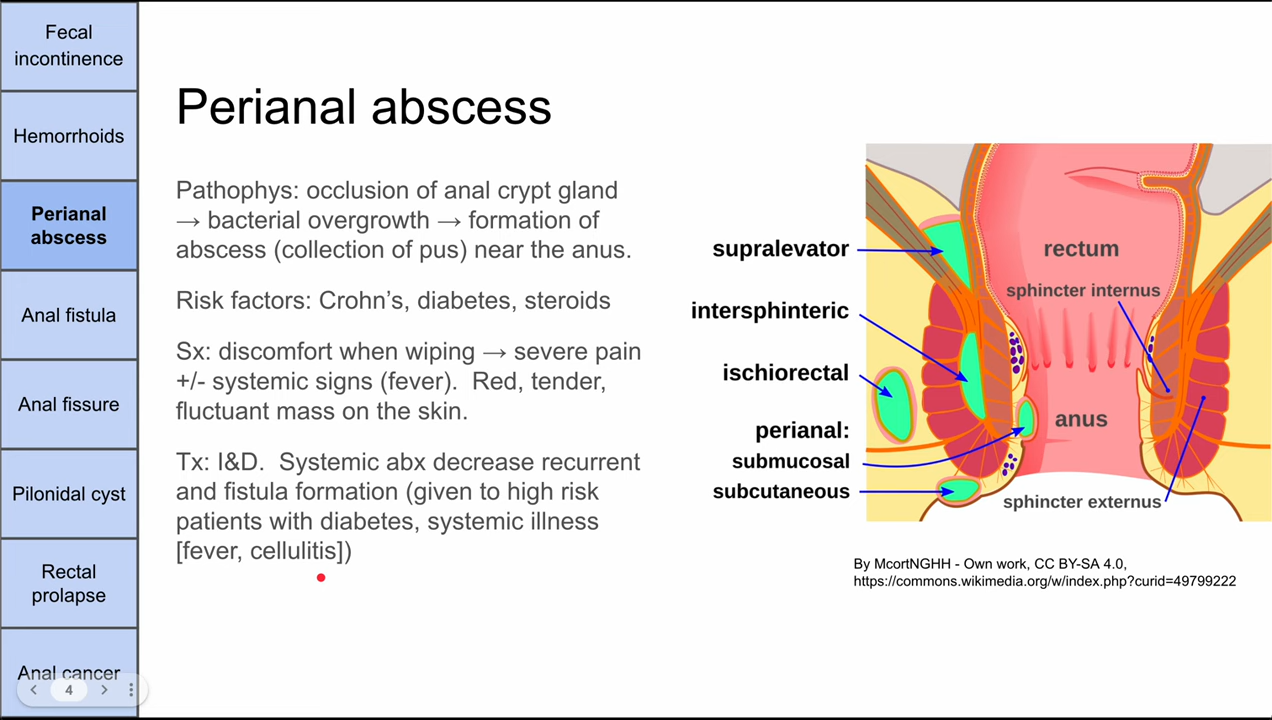 Fecal
incontinence
Hemorrhoids
Perianal
abscess
Anal fistula
Anal fissure
Pilonidal cyst
Rectal
prolapse
Anal cancer
4
Perianal abscess
Pathophys: occlusion of anal crypt gland
→ bacterial overgrowth → formation of
abscess (collection of pus) near the anus.
Risk factors: Crohn’s, diabetes, steroids
Sx: discomfort when wiping → severe pain
+/- systemic signs (fever).  Red, tender,
fluctuant mass on the skin.
Tx: I&D.  Systemic abx decrease recurrent
and fistula formation (given to high risk
patients with diabetes, systemic illness
[fever, cellulitis])
supralevator
intersphinteric
ischiorectal
perianal:
submucosal
subcutaneous
rectum
sphincter internus
anus
sphincter externus
By McortNGHH - Own work, CC BY-SA 4.0,
https://commons.wikimedia.org/w/index.php?curid=49799222